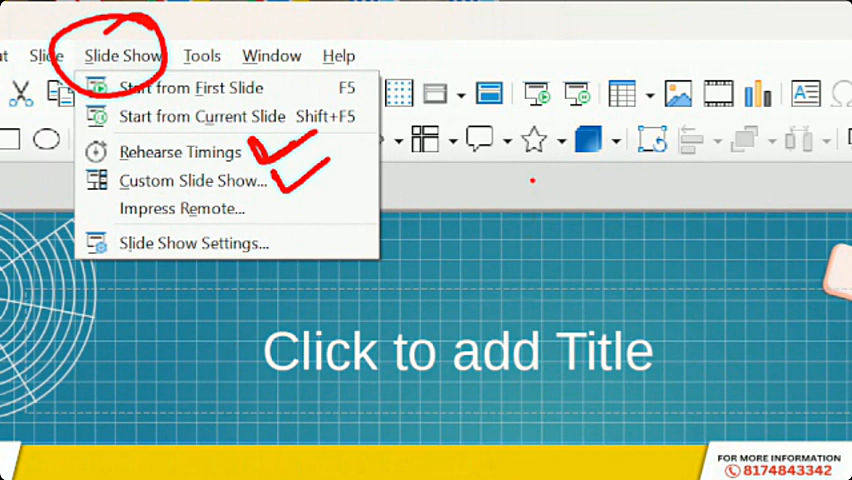 Slide Slide Show Tools Window Help
Start from First Slide F5
Start from Current Slide Shift+F5
Rehearse Timings
Custom Slide Show...
Impress Remote...
Slide Show Settings...
Click to add Title
FOR MORE INFORMATION
8174843342